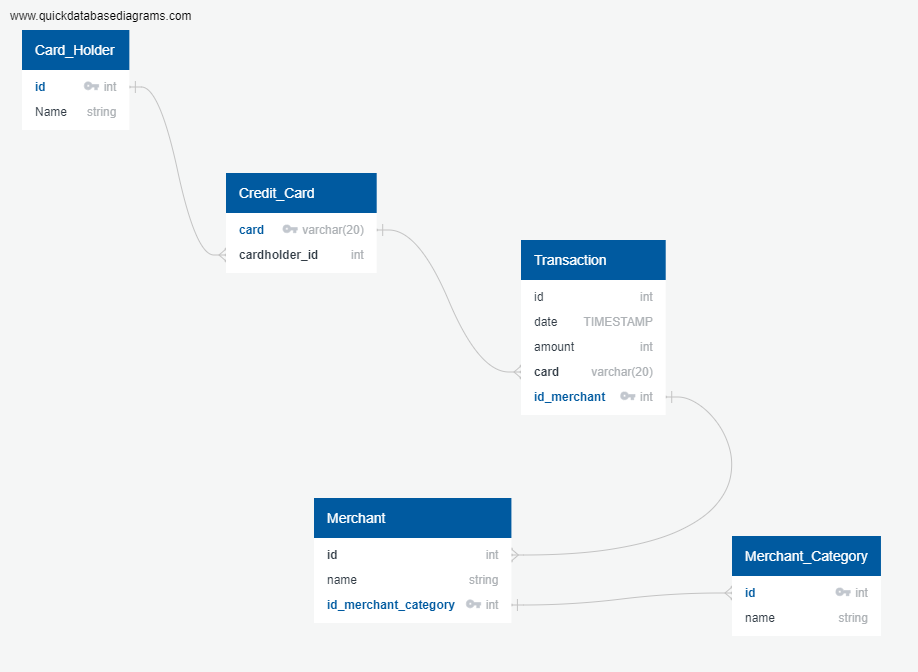 www.quickdatabasediagrams.com
Card_Holder
id int
Name string
Credit_Card
card varchar(20)
cardholder_id int
Transaction
id int
date TIMESTAMP
amount int
card varchar(20)
id_merchant int
Merchant
id int
name string
id_merchant_category int
Merchant_Category
id int
name string